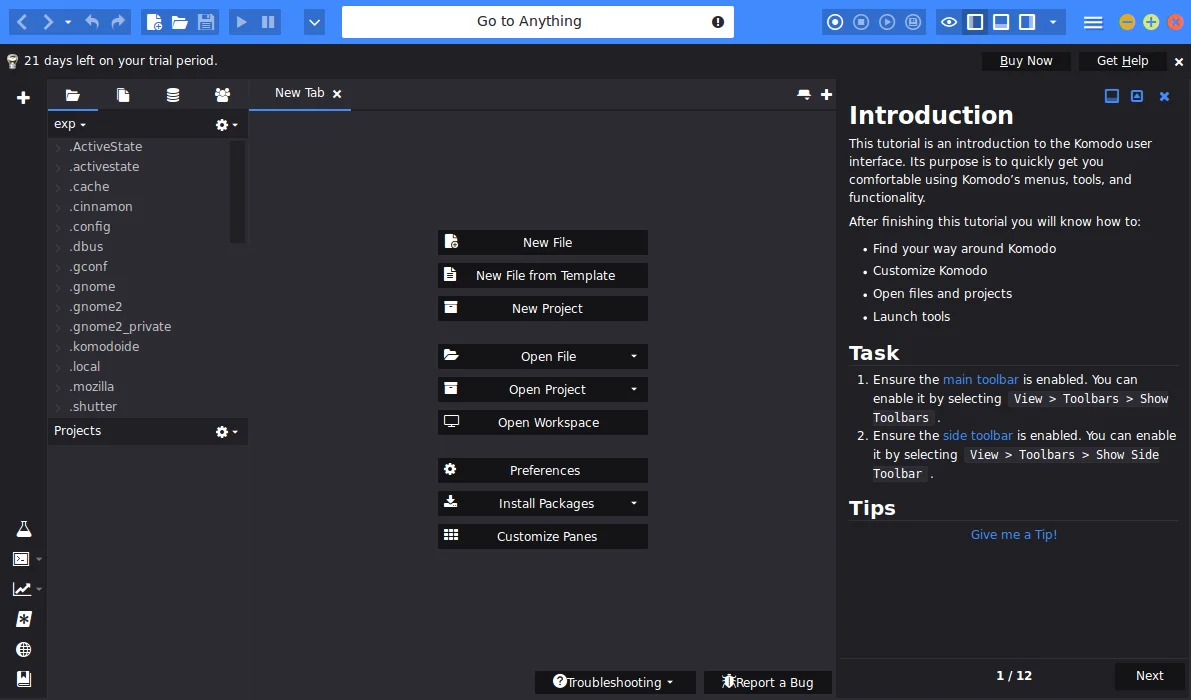 Go to Anything
21 days left on your trial period.
Buy Now
Get Help
New Tab
exp
.ActiveState
.activestate
.cache
.cinnamon
.config
.dbus
.gconf
.gnome
.gnome2
.gnome2_private
.komodoide
.local
.mozilla
.shutter
Projects
New File
New File from Template
New Project
Open File
Open Project
Open Workspace
Preferences
Install Packages
Customize Panes
Troubleshooting
Report a Bug
Introduction
This tutorial is an introduction to the Komodo user
interface. Its purpose is to quickly get you
comfortable using Komodo’s menus, tools, and
functionality.
After finishing this tutorial you will know how to:
• Find your way around Komodo
• Customize Komodo
• Open files and projects
• Launch tools
Task
1. Ensure the main toolbar is enabled. You can
enable it by selecting View > Toolbars > Show
Toolbars .
2. Ensure the side toolbar is enabled. You can enable
it by selecting View > Toolbars > Show Side
Toolbar .
Tips
Give me a Tip!
1 / 12
Next